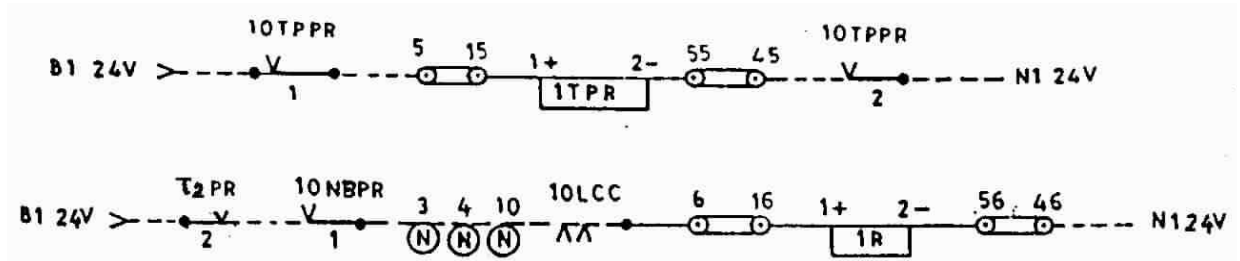 10TPPR 10TPPR
5 15 1+ 2- 55 45
B1 24V 1TPR N1 24V
1 2
T2PR 10NBPR 3 4 10 10LCC 6 16 1+ 2- 56 46
B1 24V N N N 1R N1 24V
2 1